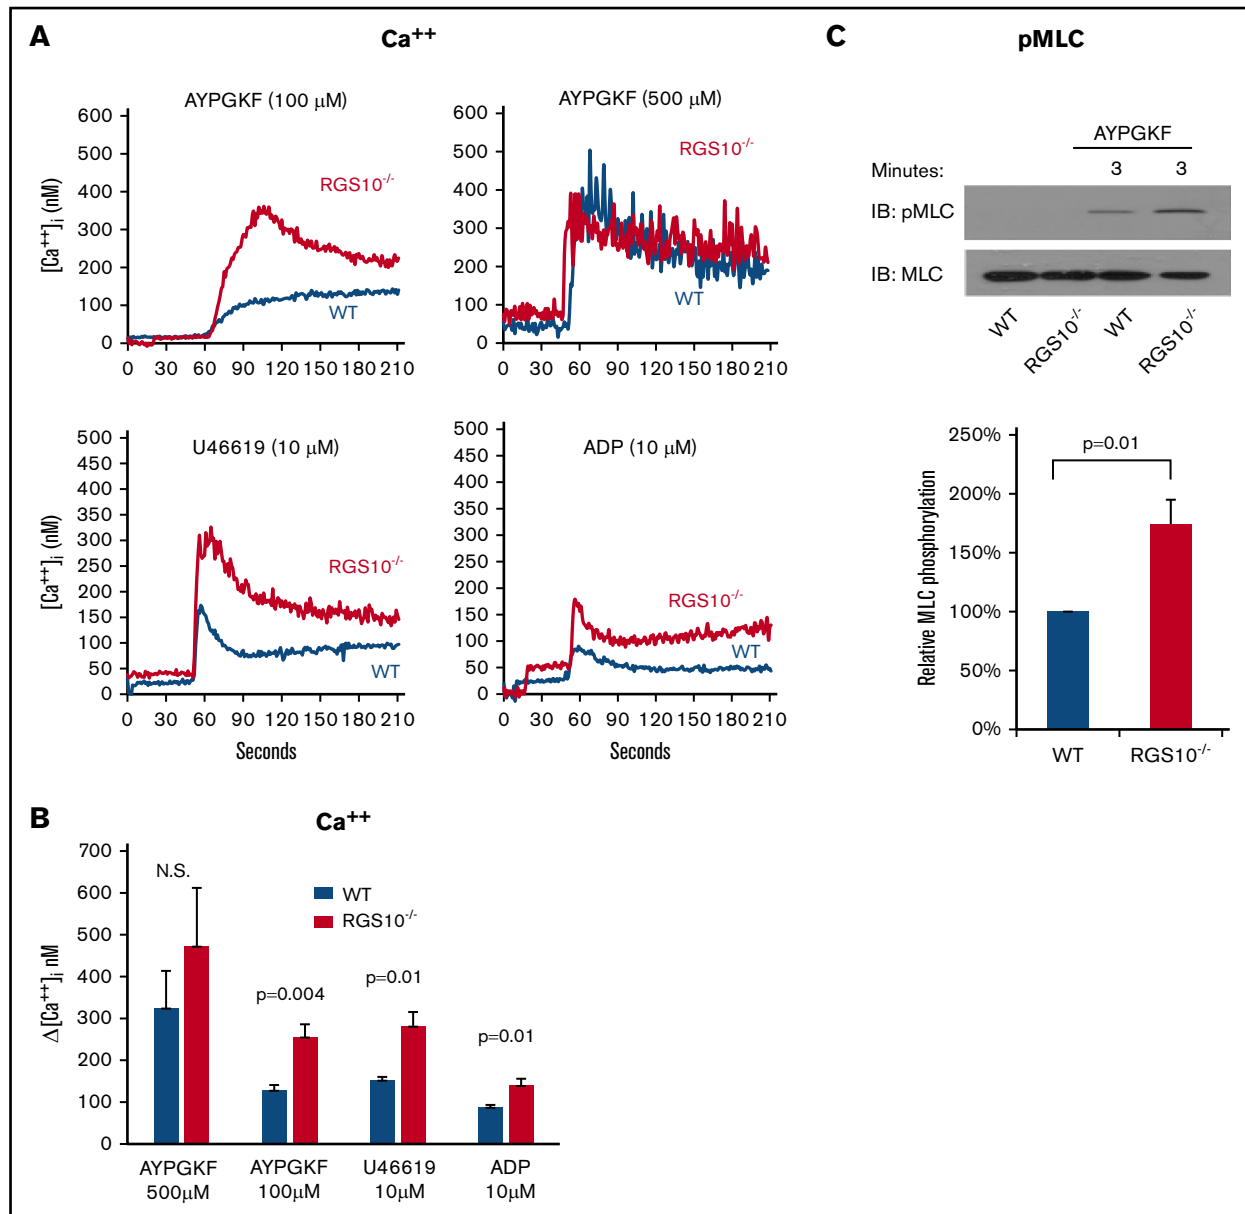 A
Ca++
AYPGKF (100 µM)
600
500
400
300
200
100
0
[Ca++]i (nM)
RGS10-/-
WT
0 30 60 90 120 150 180 210
AYPGKF (500 µM)
600
500
400
300
200
100
0
RGS10-/-
WT
0 30 60 90 120 150 180 210
U46619 (10 µM)
500
450
400
350
300
250
200
150
100
50
0
[Ca++]i (nM)
RGS10-/-
WT
0 30 60 90 120 150 180 210
Seconds
ADP (10 µM)
500
450
400
350
300
250
200
150
100
50
0
RGS10-/-
WT
0 30 60 90 120 150 180 210
Seconds
B
Ca++
700
600
500
400
300
200
100
0
Δ[Ca++]i nM
N.S.
WT
RGS10-/-
p=0.004
p=0.01
p=0.01
AYPGKF
500µM
AYPGKF
100µM
U46619
10µM
ADP
10µM
C
pMLC
AYPGKF
Minutes: 3 3
IB: pMLC
IB: MLC
WT
RGS10-/-
WT
RGS10-/-
250%
200%
150%
100%
50%
0%
Relative MLC phosphorylation
p=0.01
WT
RGS10-/-